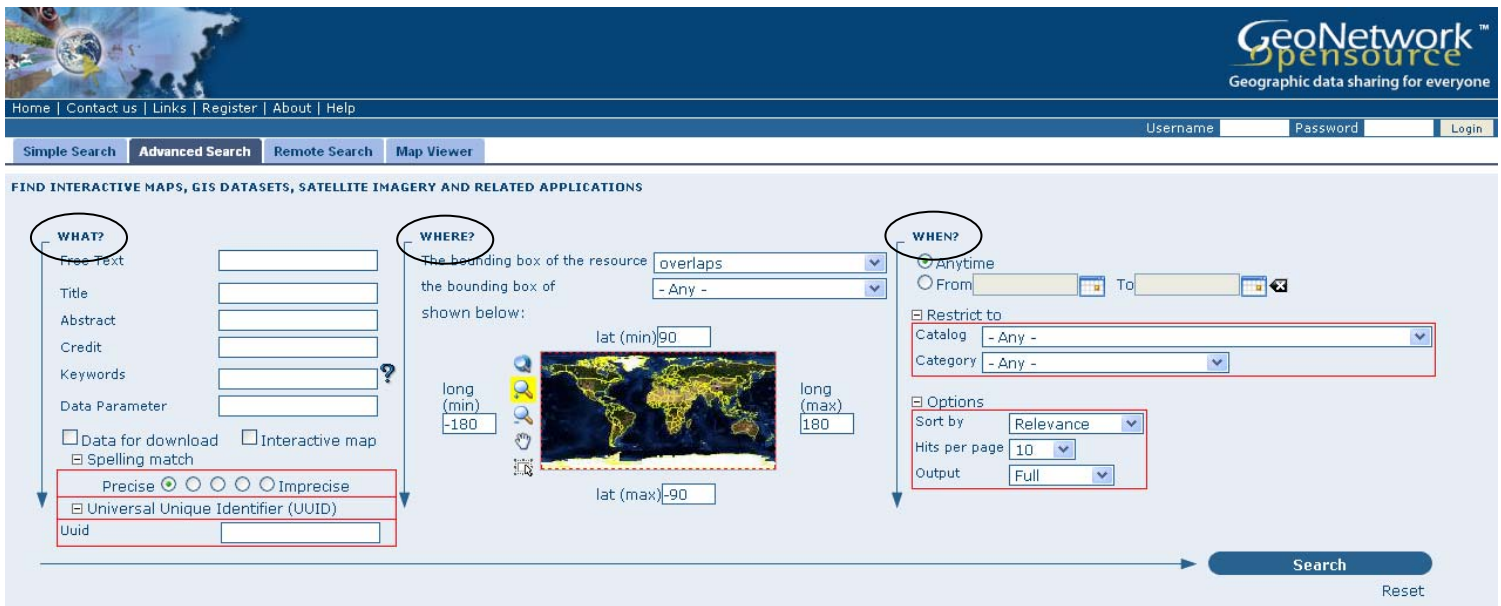 GeoNetwork™
Opensource
Geographic data sharing for everyone
Home | Contact us | Links | Register | About | Help
Username Password Login
Simple Search Advanced Search Remote Search Map Viewer
FIND INTERACTIVE MAPS, GIS DATASETS, SATELLITE IMAGERY AND RELATED APPLICATIONS
WHAT?
Free Text
Title
Abstract
Credit
Keywords ?
Data Parameter
Data for download Interactive map
Spelling match
Precise Imprecise
Universal Unique Identifier (UUID)
Uuid
WHERE?
The bounding box of the resource overlaps
the bounding box of - Any -
shown below:
lat (min) 90
long (min) -180
long (max) 180
lat (max) -90
WHEN?
Anytime
From To
Restrict to
Catalog - Any -
Category - Any -
Options
Sort by Relevance
Hits per page 10
Output Full
Search
Reset